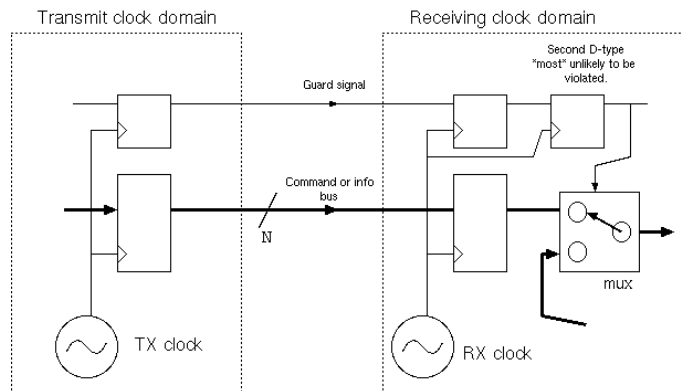 Transmit clock domain
Receiving clock domain
Second D-type
"most" unlikely to be
violated.
Guard signal
Command or info
bus
N
mux
TX clock
RX clock